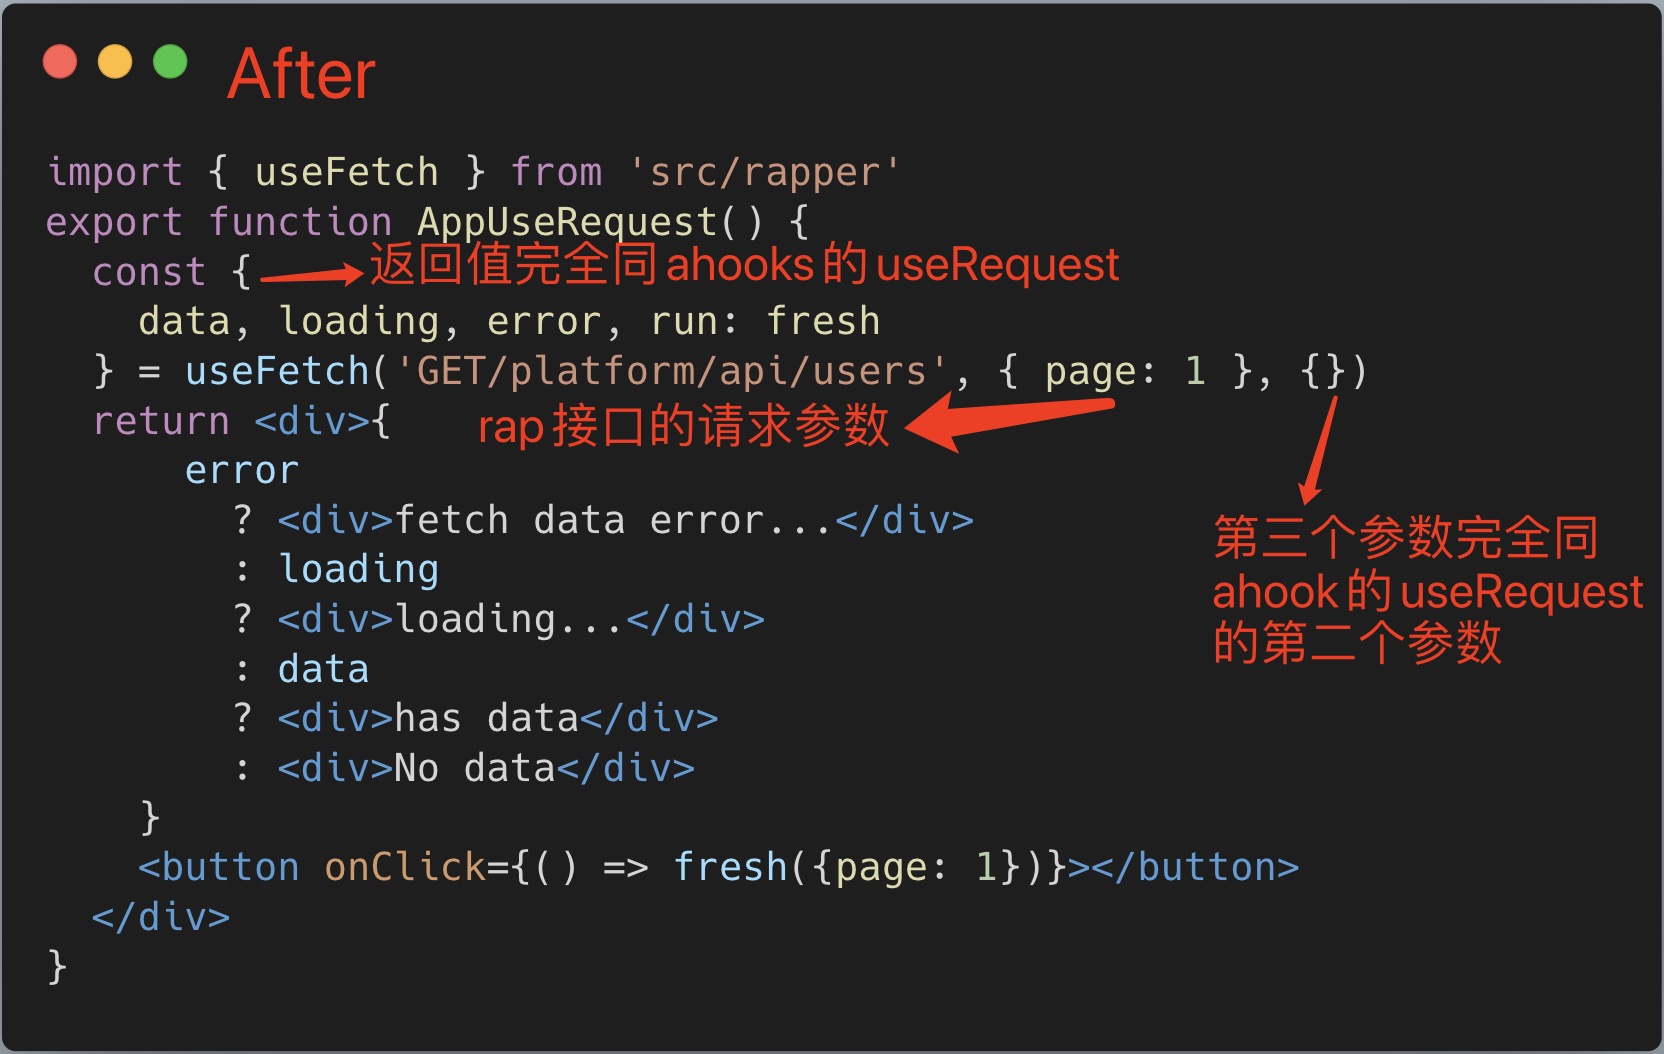 After
import { useFetch } from 'src/rapper'
export function AppUseRequest() {
const { 返回值完全同 ahooks 的 useRequest
data, loading, error, run: fresh
} = useFetch('GET/platform/api/users', { page: 1 }, {})
return <div>{ rap 接口的请求参数
error
? <div>fetch data error...</div>
第三个参数完全同
: loading
ahook 的 useRequest
? <div>loading...</div>
的第二个参数
: data
? <div>has data</div>
: <div>No data</div>
}
<button onClick={() => fresh({page: 1})}></button>
</div>
}